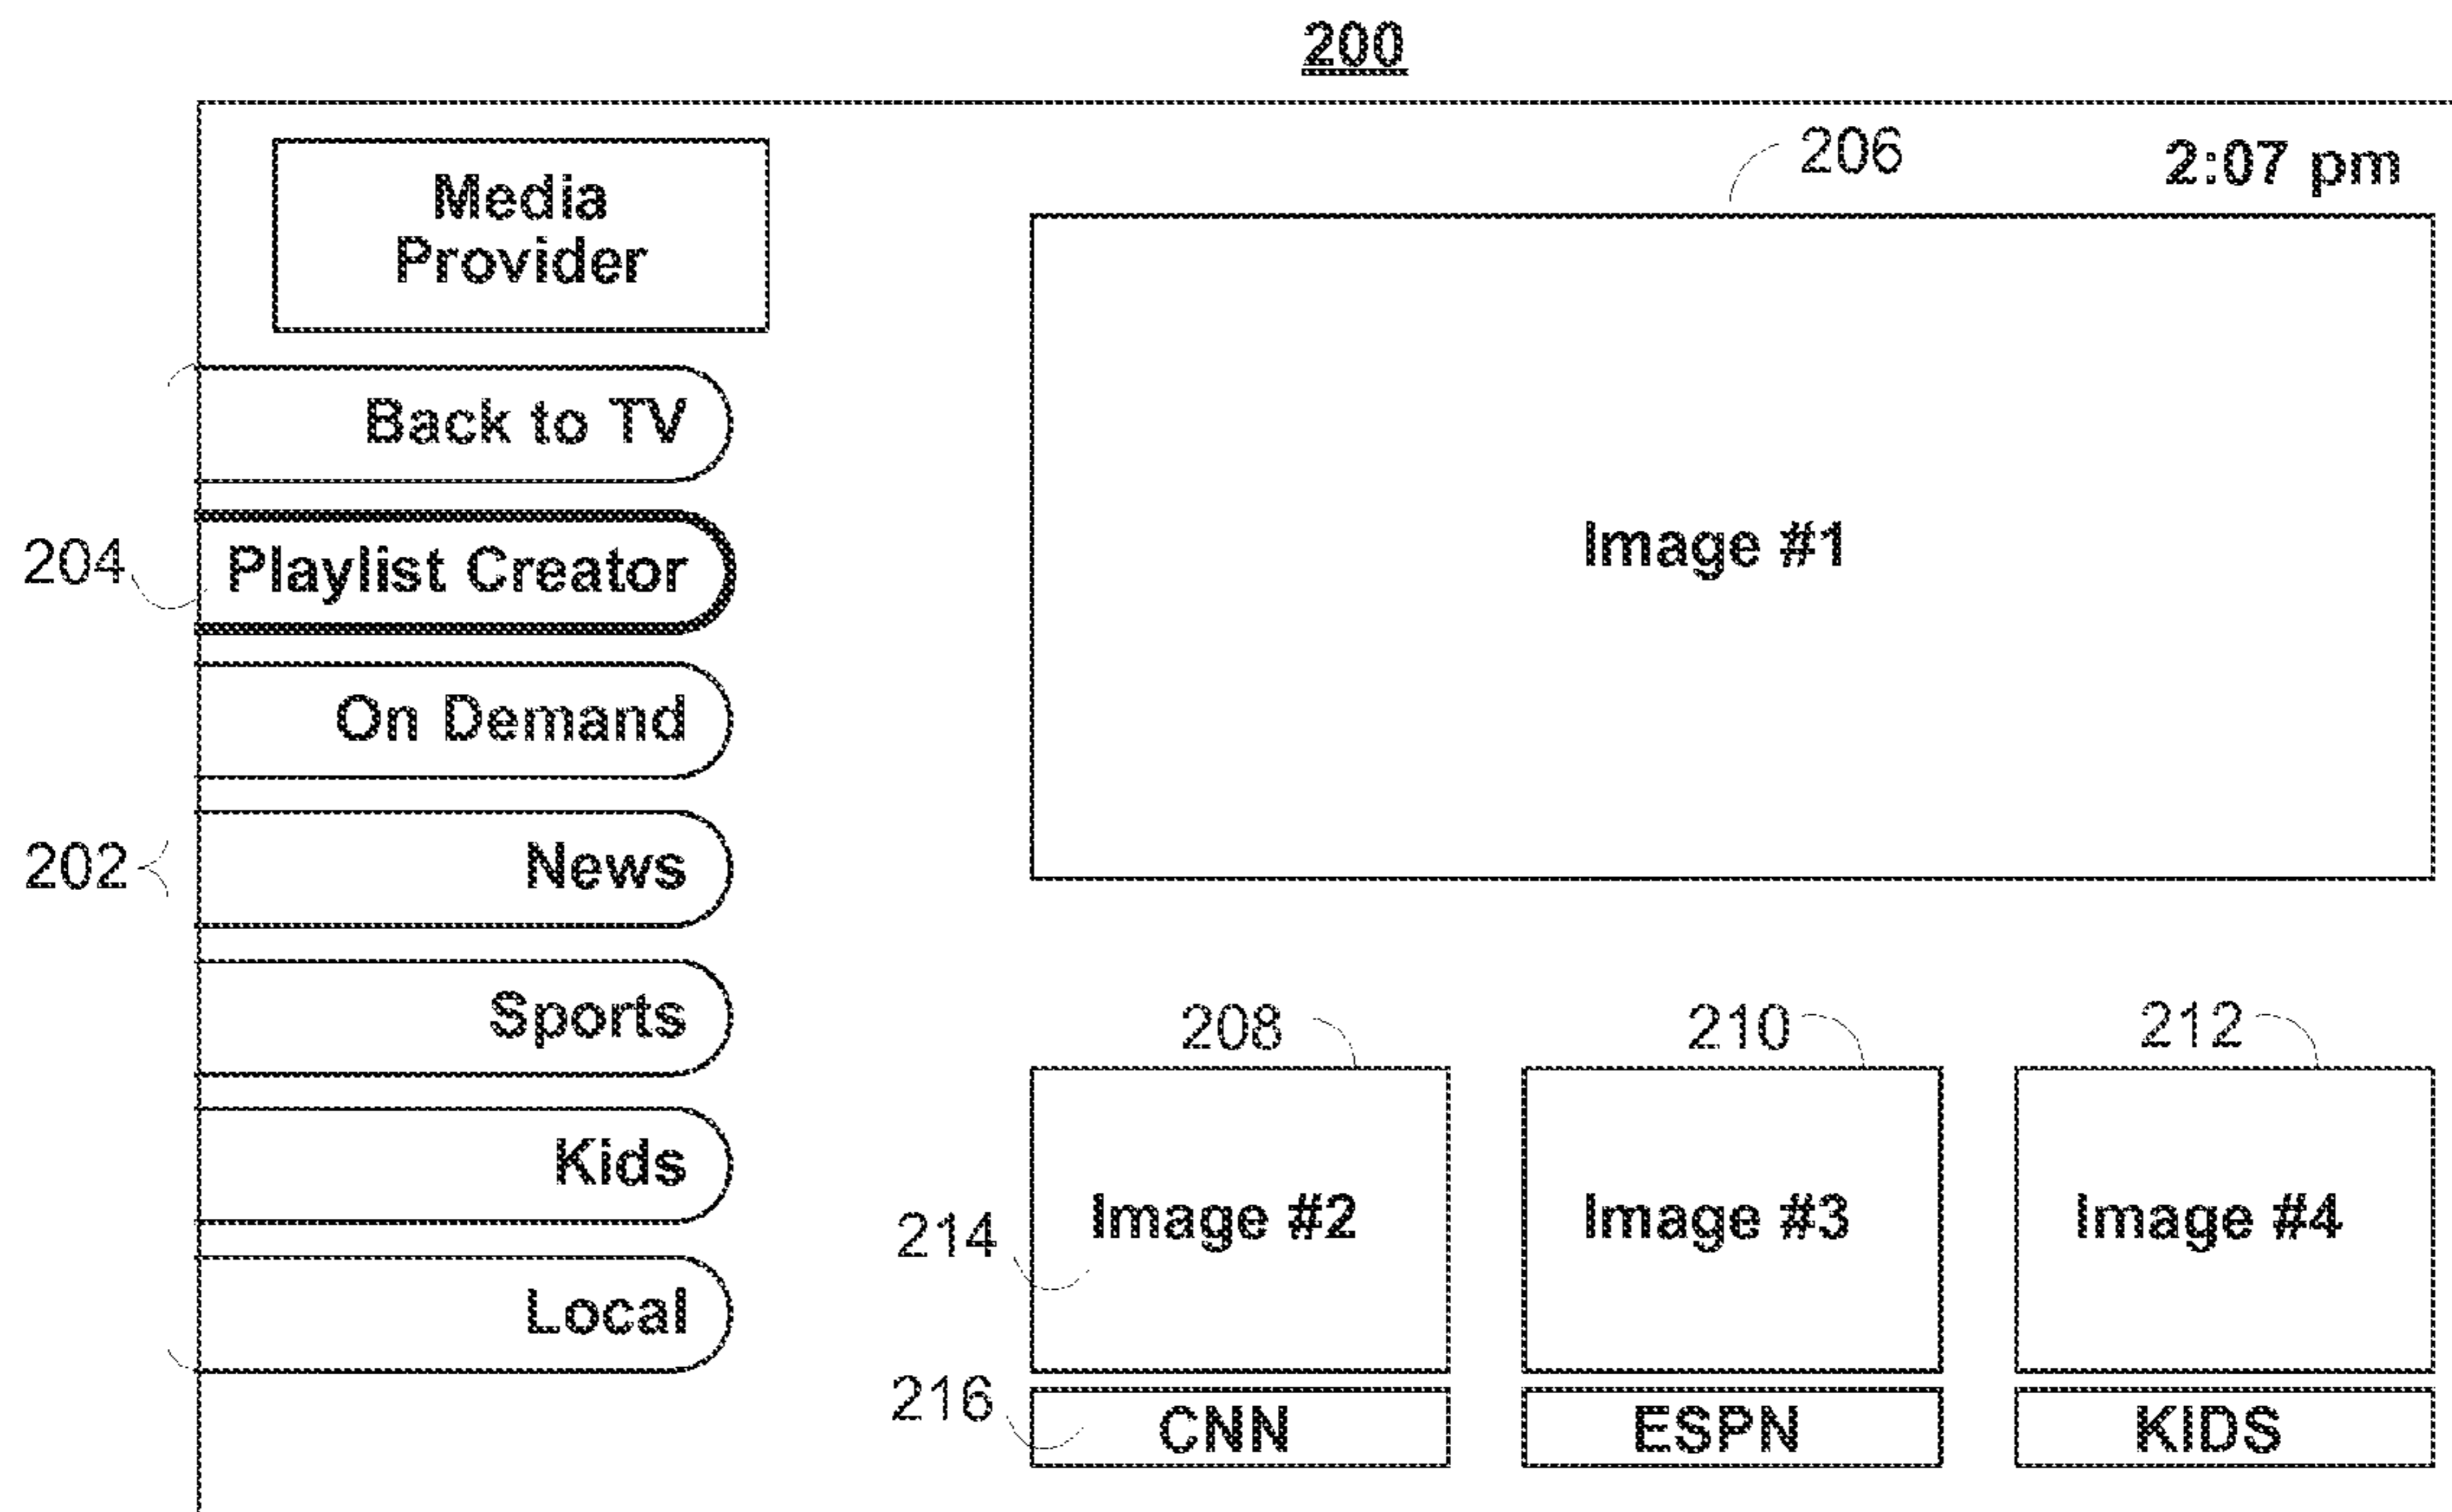 200
206
2:07 pm
Media
Provider
Image #1
Back to TV
204
Playlist Creator
On Demand
202
News
Sports
Kids
Local
208
210
212
214
Image #2
Image #3
Image #4
216
CNN
ESPN
KIDS